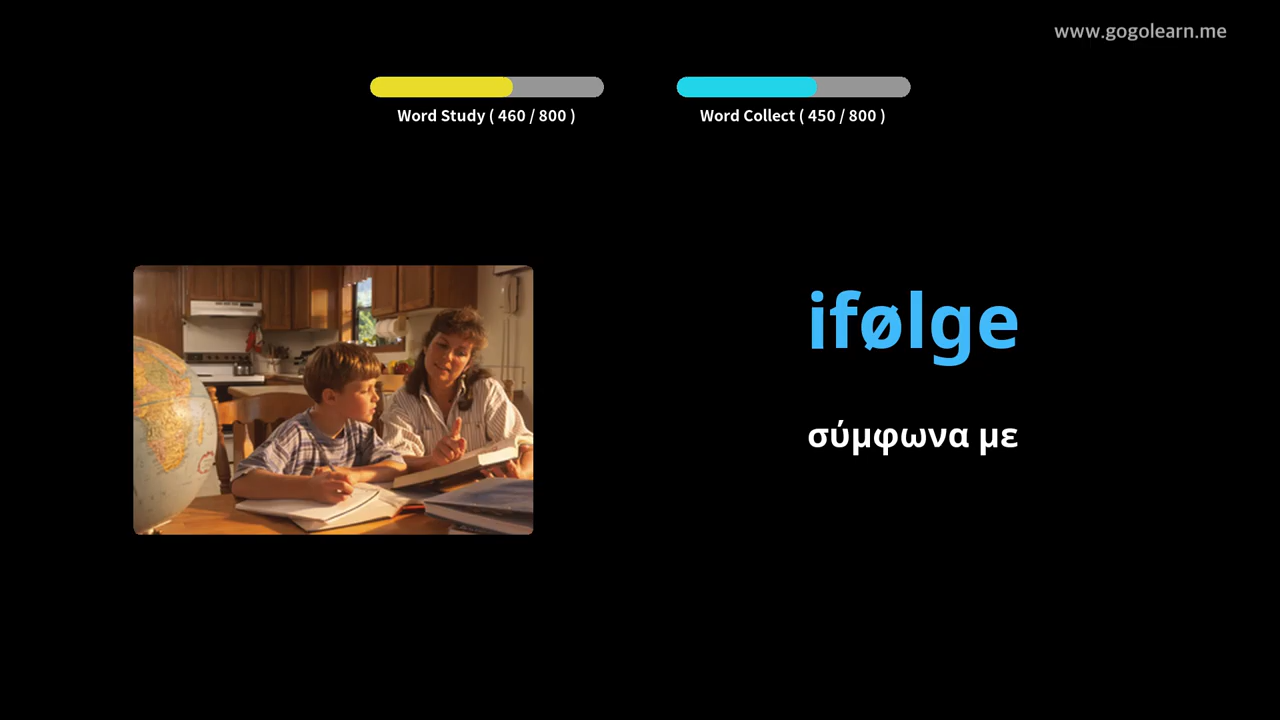 www.gogolearn.me
Word Study ( 460 / 800 )
Word Collect ( 450 / 800 )
ifølge
σύμφωνα με